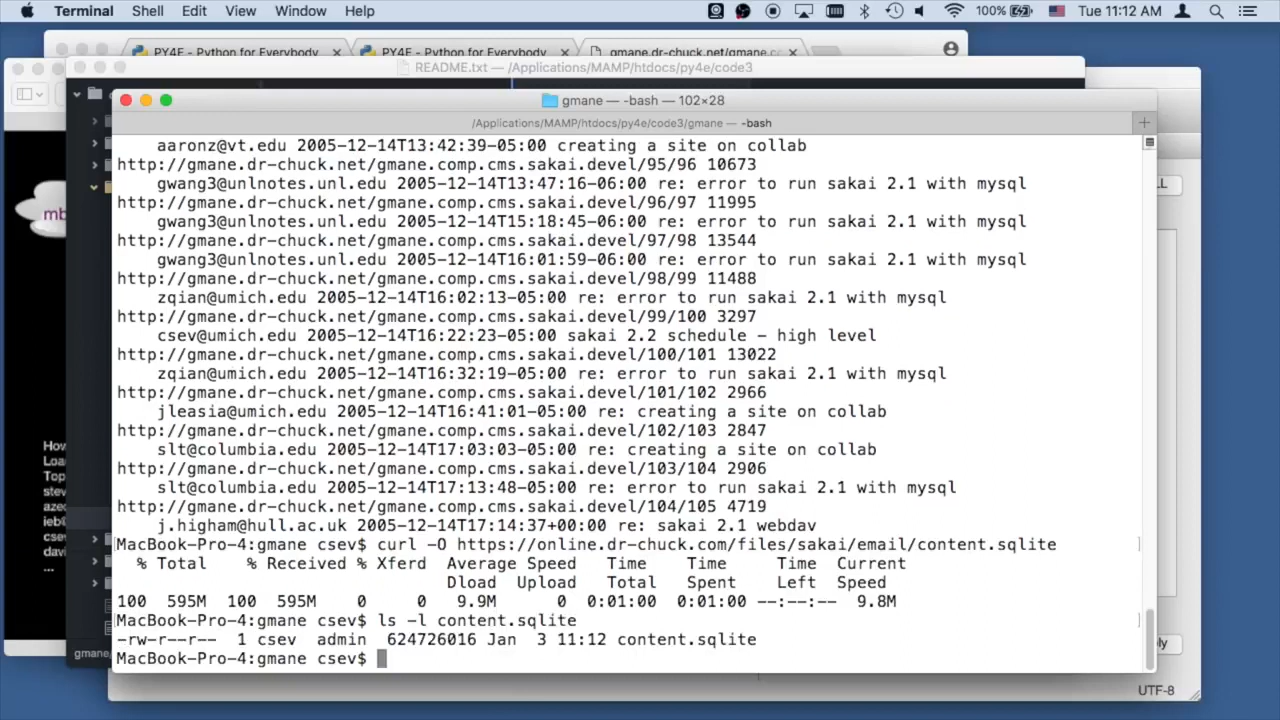 Terminal Shell Edit View Window Help 100% Tue 11:12 AM
PY4E - Python for Everybody PY4E - Python for Everybody gmane.dr-chuck.net/gmane.co
README.txt — /Applications/MAMP/htdocs/py4e/code3
gmane — -bash — 102×28
/Applications/MAMP/htdocs/py4e/code3/gmane — -bash
aaronz@vt.edu 2005-12-14T13:42:39-05:00 creating a site on collab
http://gmane.dr-chuck.net/gmane.comp.cms.sakai.devel/95/96 10673
gwang3@unlnotes.unl.edu 2005-12-14T13:47:16-06:00 re: error to run sakai 2.1 with mysql
http://gmane.dr-chuck.net/gmane.comp.cms.sakai.devel/96/97 11995
gwang3@unlnotes.unl.edu 2005-12-14T15:18:45-06:00 re: error to run sakai 2.1 with mysql
http://gmane.dr-chuck.net/gmane.comp.cms.sakai.devel/97/98 13544
gwang3@unlnotes.unl.edu 2005-12-14T16:01:59-06:00 re: error to run sakai 2.1 with mysql
http://gmane.dr-chuck.net/gmane.comp.cms.sakai.devel/98/99 11488
zqian@umich.edu 2005-12-14T16:02:13-05:00 re: error to run sakai 2.1 with mysql
http://gmane.dr-chuck.net/gmane.comp.cms.sakai.devel/99/100 3297
csev@umich.edu 2005-12-14T16:22:23-05:00 sakai 2.2 schedule - high level
http://gmane.dr-chuck.net/gmane.comp.cms.sakai.devel/100/101 13022
zqian@umich.edu 2005-12-14T16:32:19-05:00 re: error to run sakai 2.1 with mysql
http://gmane.dr-chuck.net/gmane.comp.cms.sakai.devel/101/102 2966
jleasia@umich.edu 2005-12-14T16:41:01-05:00 re: creating a site on collab
http://gmane.dr-chuck.net/gmane.comp.cms.sakai.devel/102/103 2847
slt@columbia.edu 2005-12-14T17:03:03-05:00 re: creating a site on collab
http://gmane.dr-chuck.net/gmane.comp.cms.sakai.devel/103/104 2906
slt@columbia.edu 2005-12-14T17:13:48-05:00 re: error to run sakai 2.1 with mysql
http://gmane.dr-chuck.net/gmane.comp.cms.sakai.devel/104/105 4719
j.higham@hull.ac.uk 2005-12-14T17:14:37+00:00 re: sakai 2.1 webdav
MacBook-Pro-4:gmane csev$ curl -O https://online.dr-chuck.com/files/sakai/email/content.sqlite
% Total % Received % Xferd Average Speed Time Time Time Current
Dload Upload Total Spent Left Speed
100 595M 100 595M 0 0 9.9M 0 0:01:00 0:01:00 --:--:-- 9.8M
MacBook-Pro-4:gmane csev$ ls -l content.sqlite
-rw-r--r-- 1 csev admin 624726016 Jan 3 11:12 content.sqlite
MacBook-Pro-4:gmane csev$
mb
How
Loa
Top
stev
azec
ieb@
csev
davi
...
gmane/
LL
ly
UTF-8